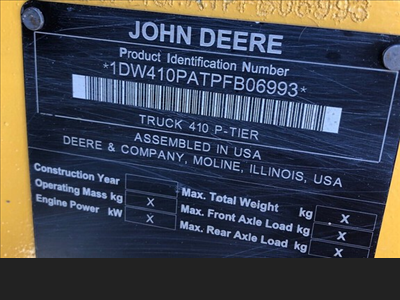 JOHN DEERE
Product Identification Number
*1DW410PATPFB06993*
TRUCK 410 P-TIER
ASSEMBLED IN USA
DEERE & COMPANY, MOLINE, ILLINOIS, USA
Construction Year
Operating Mass kg X
Engine Power kW X
Max. Total Weight kg X
Max. Front Axle Load kg X
Max. Rear Axle Load kg X